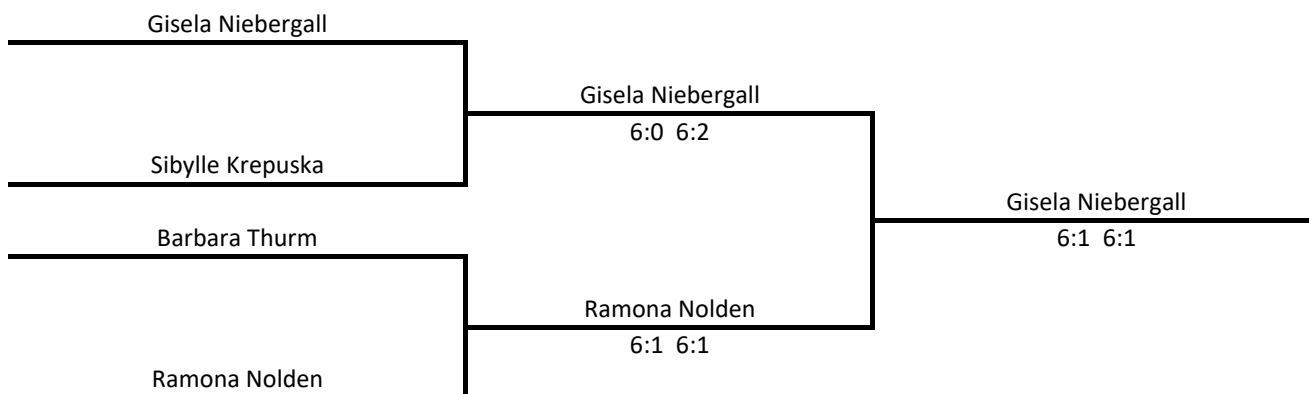 Gisela Niebergall
Gisela Niebergall
6:0 6:2
Sibylle Krepuska
Gisela Niebergall
Barbara Thurm
6:1 6:1
Ramona Nolden
6:1 6:1
Ramona Nolden